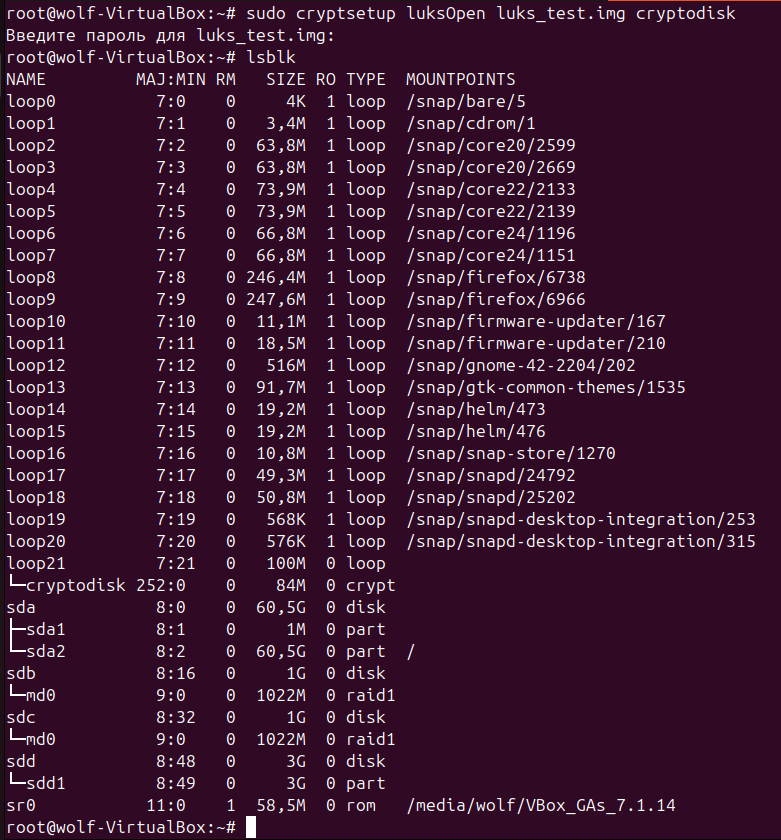 root@wolf-VirtualBox:~# sudo cryptsetup luksOpen luks_test.img cryptodisk
Введите пароль для luks_test.img:
root@wolf-VirtualBox:~# lsblk
NAME         MAJ:MIN RM   SIZE RO TYPE  MOUNTPOINTS
loop0          7:0    0     4K  1 loop  /snap/bare/5
loop1          7:1    0   3,4M  1 loop  /snap/cdrom/1
loop2          7:2    0  63,8M  1 loop  /snap/core20/2599
loop3          7:3    0  63,8M  1 loop  /snap/core20/2669
loop4          7:4    0  73,9M  1 loop  /snap/core22/2133
loop5          7:5    0  73,9M  1 loop  /snap/core22/2139
loop6          7:6    0  66,8M  1 loop  /snap/core24/1196
loop7          7:7    0  66,8M  1 loop  /snap/core24/1151
loop8          7:8    0 246,4M  1 loop  /snap/firefox/6738
loop9          7:9    0 247,6M  1 loop  /snap/firefox/6966
loop10         7:10   0  11,1M  1 loop  /snap/firmware-updater/167
loop11         7:11   0  18,5M  1 loop  /snap/firmware-updater/210
loop12         7:12   0   516M  1 loop  /snap/gnome-42-2204/202
loop13         7:13   0  91,7M  1 loop  /snap/gtk-common-themes/1535
loop14         7:14   0  19,2M  1 loop  /snap/helm/473
loop15         7:15   0  19,2M  1 loop  /snap/helm/476
loop16         7:16   0  10,8M  1 loop  /snap/snap-store/1270
loop17         7:17   0  49,3M  1 loop  /snap/snapd/24792
loop18         7:18   0  50,8M  1 loop  /snap/snapd/25202
loop19         7:19   0   568K  1 loop  /snap/snapd-desktop-integration/253
loop20         7:20   0   576K  1 loop  /snap/snapd-desktop-integration/315
loop21         7:21   0   100M  0 loop
└─cryptodisk 252:0    0    84M  0 crypt
sda            8:0    0  60,5G  0 disk
├─sda1         8:1    0     1M  0 part
└─sda2         8:2    0  60,5G  0 part  /
sdb            8:16   0     1G  0 disk
└─md0          9:0    0  1022M  0 raid1
sdc            8:32   0     1G  0 disk
└─md0          9:0    0  1022M  0 raid1
sdd            8:48   0     3G  0 disk
└─sdd1         8:49   0     3G  0 part
sr0           11:0    1  58,5M  0 rom   /media/wolf/VBox_GAs_7.1.14
root@wolf-VirtualBox:~#